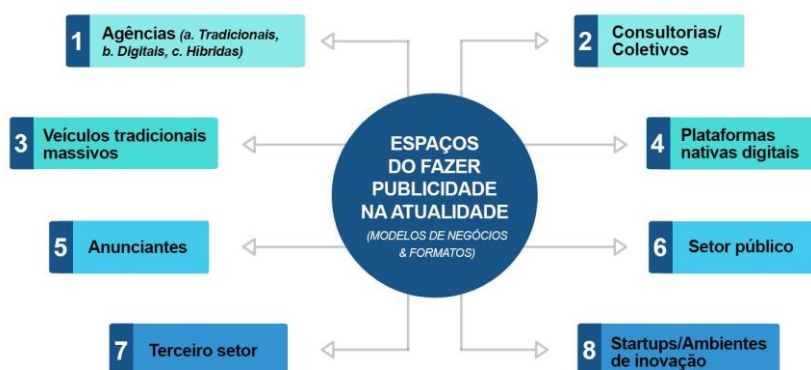 1
Agências (a. Tradicionais,
b. Digitais, c. Híbridas)
2
Consultorias/
Coletivos
3
Veículos tradicionais
massivos
ESPAÇOS
DO FAZER
PUBLICIDADE
NA ATUALIDADE
(MODELOS DE NEGÓCIOS
& FORMATOS)
4
Plataformas
nativas digitais
5
Anunciantes
6
Setor público
7
Terceiro setor
8
Startups/Ambientes
de inovação